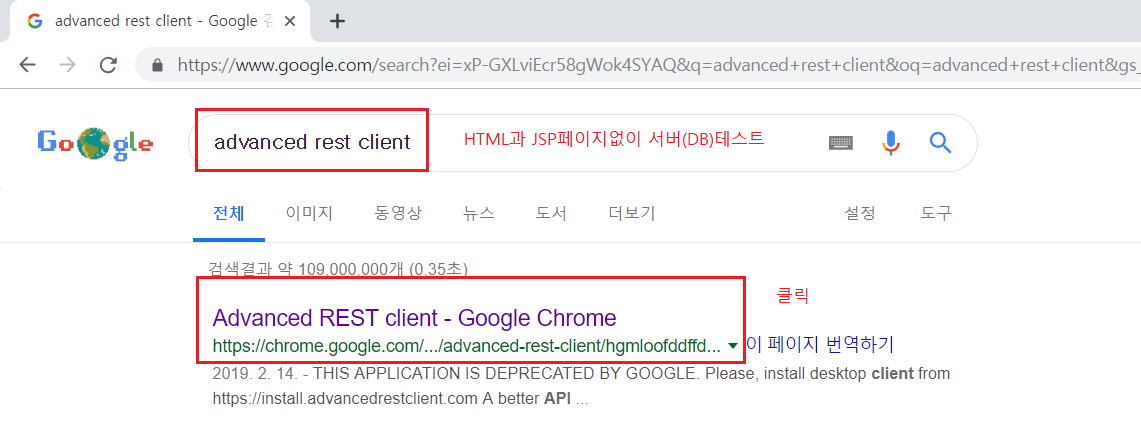 advanced rest client - Google 검
https://www.google.com/search?ei=xP-GXLviEcr58gWok4SYAQ&q=advanced+rest+client&oq=advanced+rest+client&gs_
Google
advanced rest client HTML과 JSP페이지없이 서버(DB)테스트
전체 이미지 동영상 뉴스 도서 더보기 설정 도구
검색결과 약 109,000,000개 (0.35초)
클릭
Advanced REST client - Google Chrome
https://chrome.google.com/.../advanced-rest-client/hgmloofddffd... 이 페이지 번역하기
2019. 2. 14. - THIS APPLICATION IS DEPRECATED BY GOOGLE. Please, install desktop client from
https://install.advancedrestclient.com A better API ...